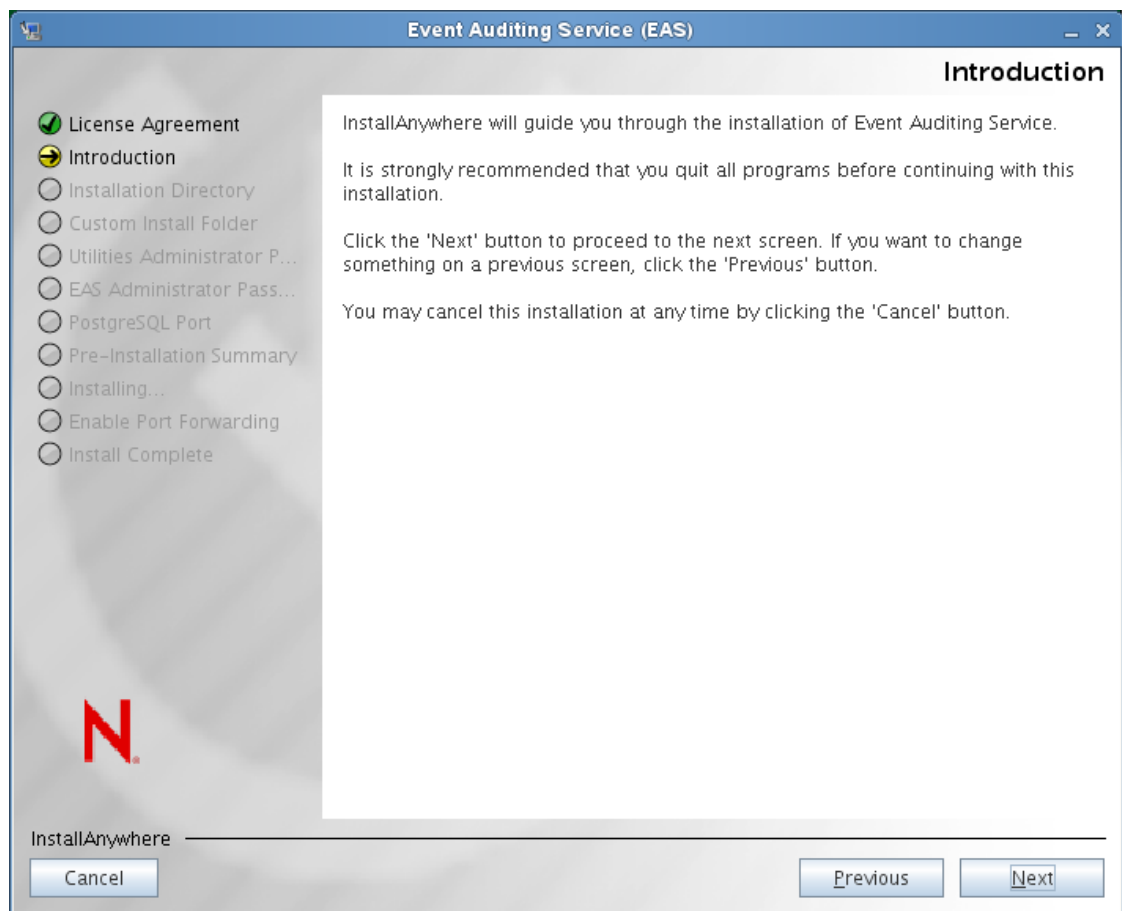 Event Auditing Service (EAS)
Introduction
License Agreement
Introduction
Installation Directory
Custom Install Folder
Utilities Administrator P...
EAS Administrator Pass...
PostgreSQL Port
Pre-Installation Summary
Installing...
Enable Port Forwarding
Install Complete
InstallAnywhere will guide you through the installation of Event Auditing Service.
It is strongly recommended that you quit all programs before continuing with this
installation.
Click the 'Next' button to proceed to the next screen. If you want to change
something on a previous screen, click the 'Previous' button.
You may cancel this installation at any time by clicking the 'Cancel' button.
N
InstallAnywhere
Cancel
Previous
Next